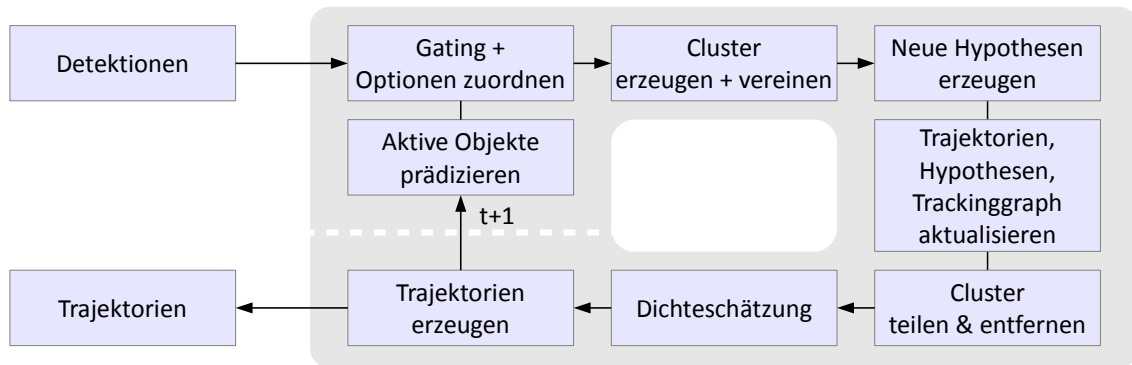 Detektionen
Gating +
Optionen zuordnen
Cluster
erzeugen + vereinen
Neue Hypothesen
erzeugen
Aktive Objekte
prädizieren
Trajektorien,
Hypothesen,
Trackinggraph
aktualisieren
t+1
Trajektorien
Trajektorien
erzeugen
Dichteschätzung
Cluster
teilen & entfernen